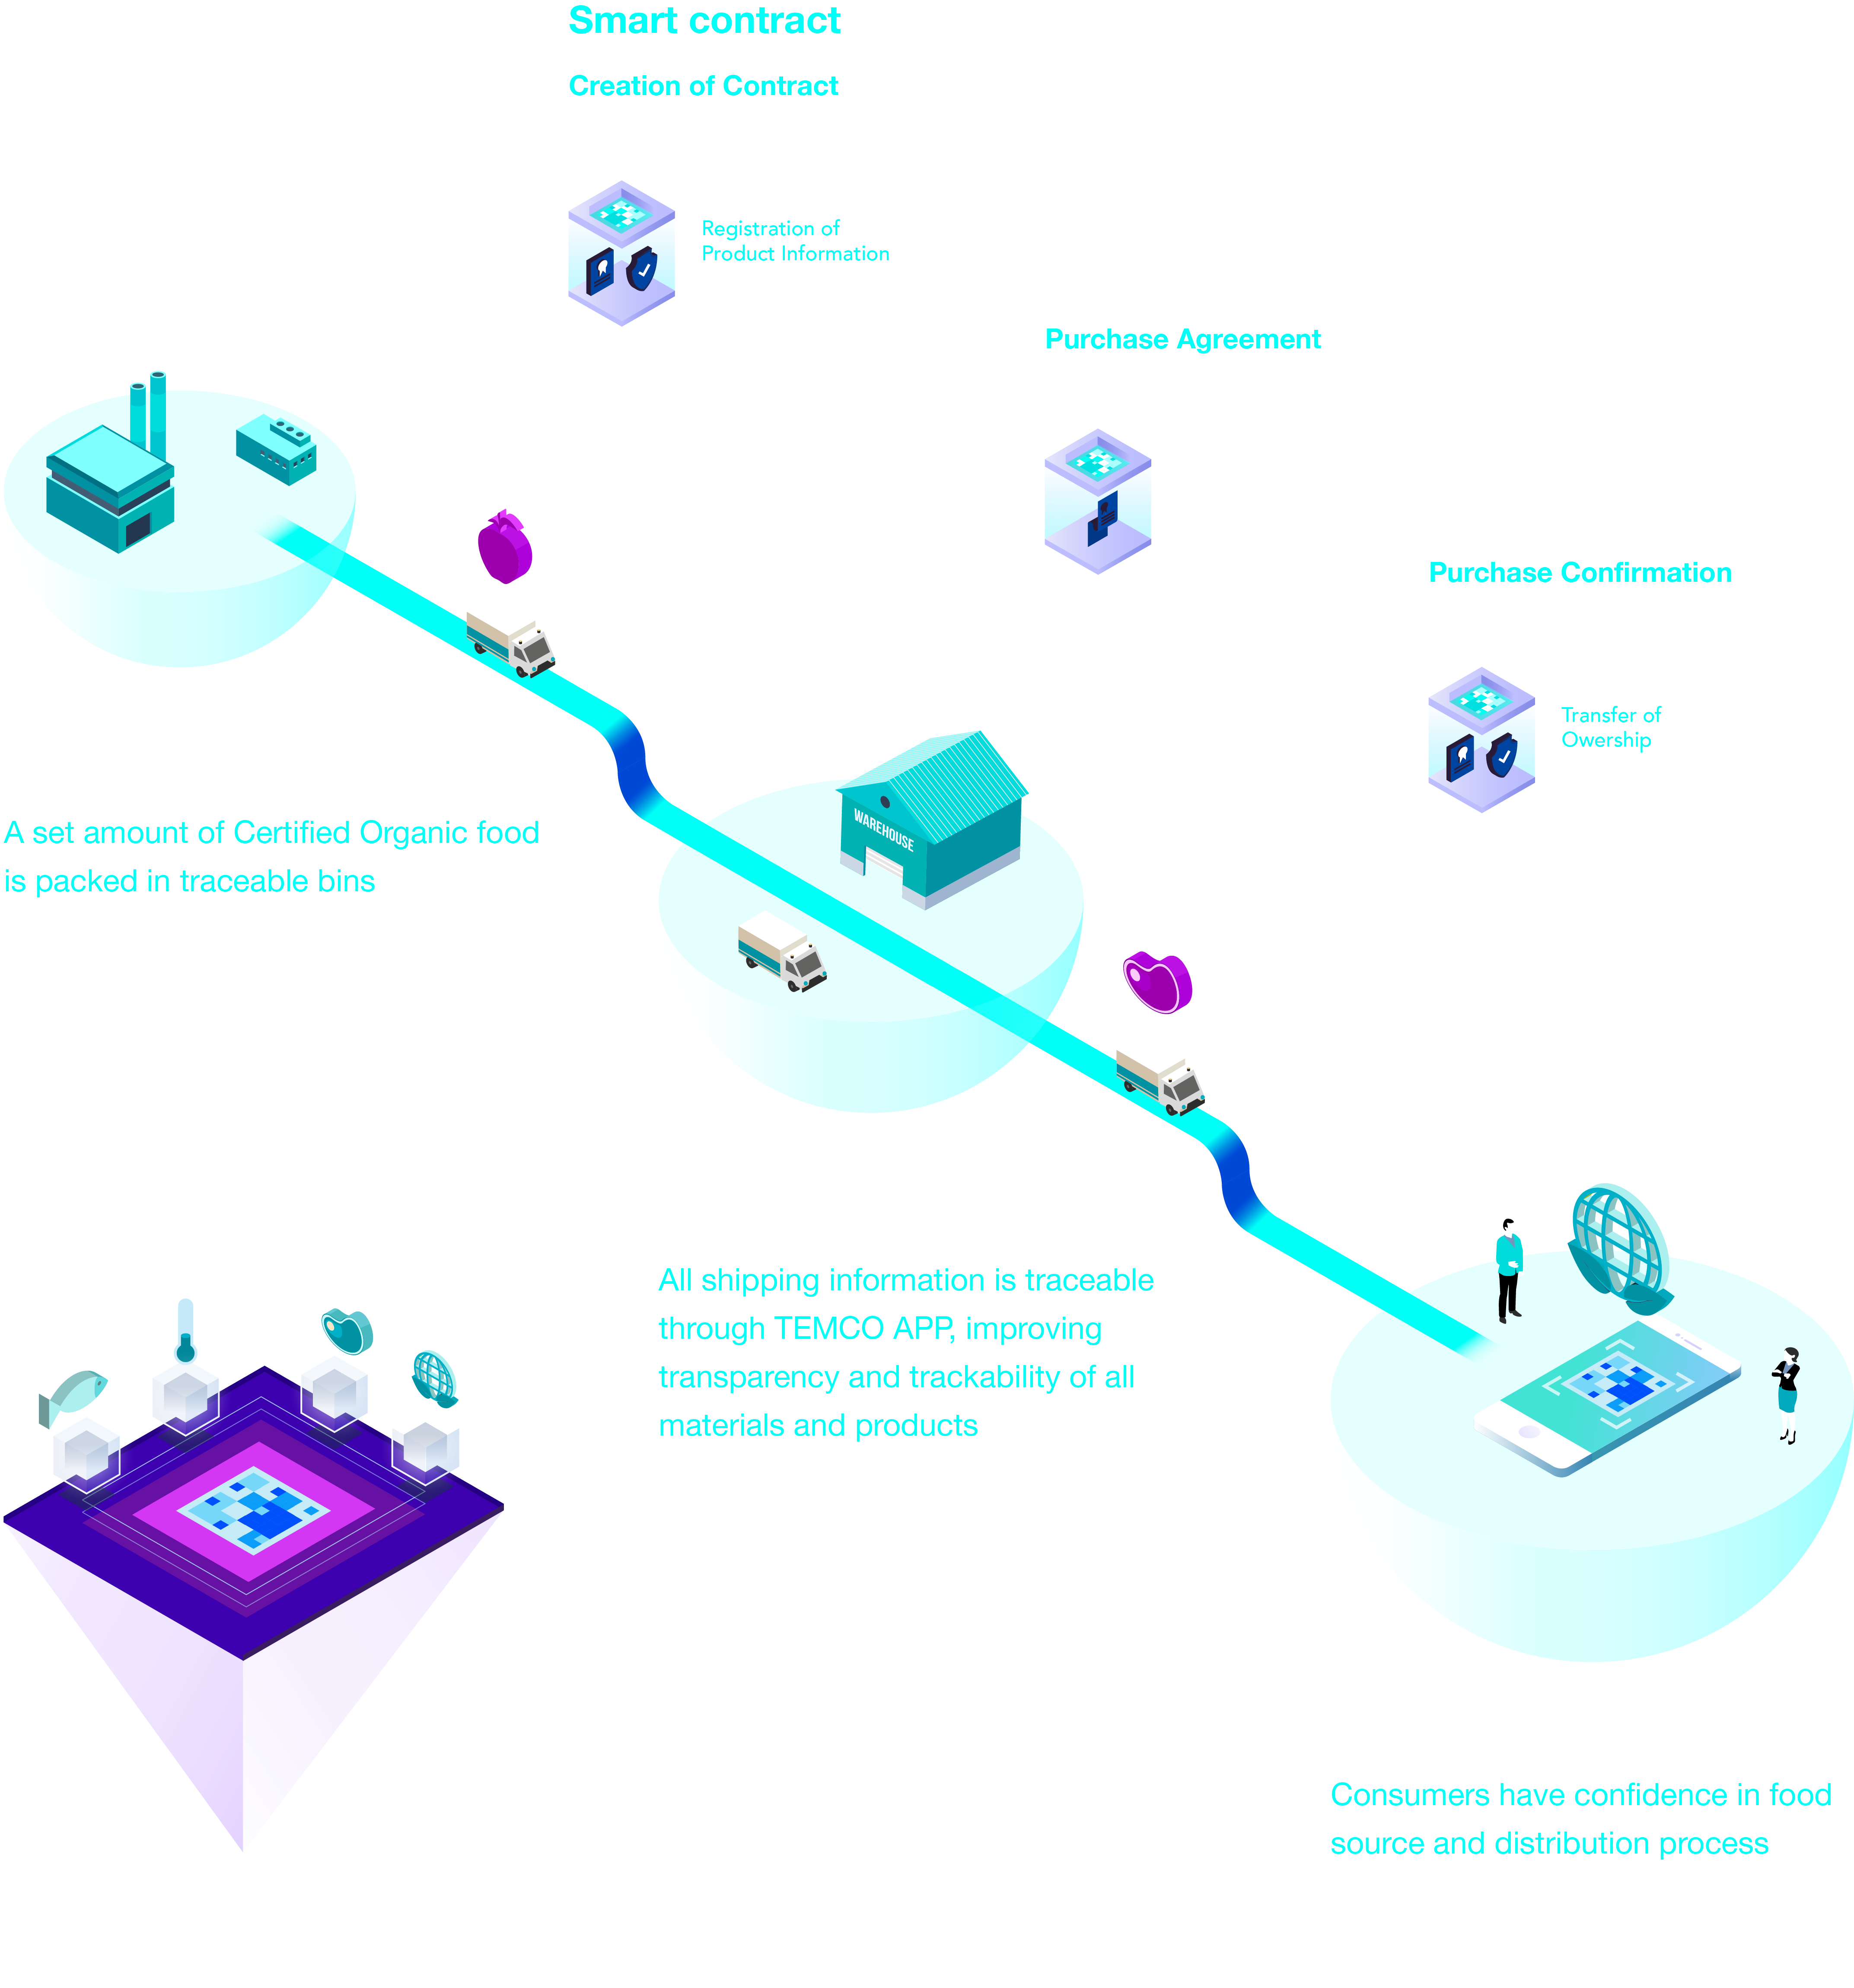 Smart contract
Creation of Contract
Registration of
Product Information
Purchase Agreement
Purchase Confirmation
Transfer of
Owership
WAREHOUSE
A set amount of Certified Organic food
is packed in traceable bins
All shipping information is traceable
through TEMCO APP, improving
transparency and trackability of all
materials and products
Consumers have confidence in food
source and distribution process